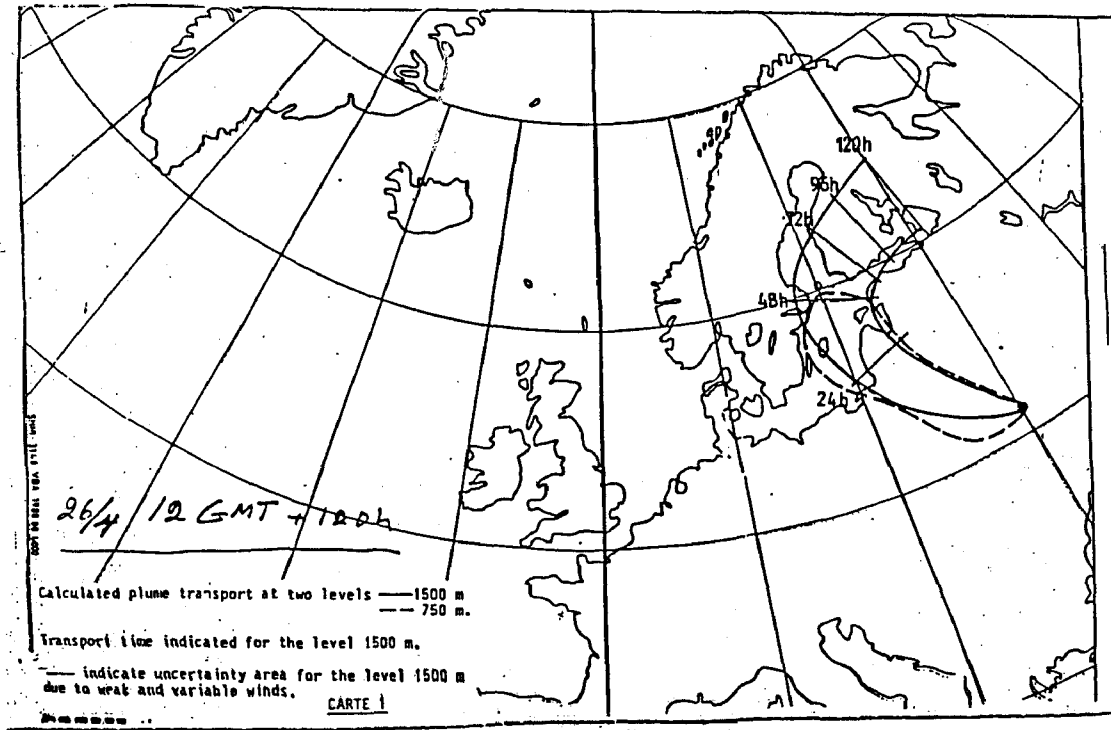 120h
96h
72h
48h
24h
26/4 12 GMT + 120h
Calculated plume transport at two levels —— 1500 m
— — 750 m.
Transport time indicated for the level 1500 m.
—— indicate uncertainty area for the level 1500 m
due to weak and variable winds.
CARTE 1